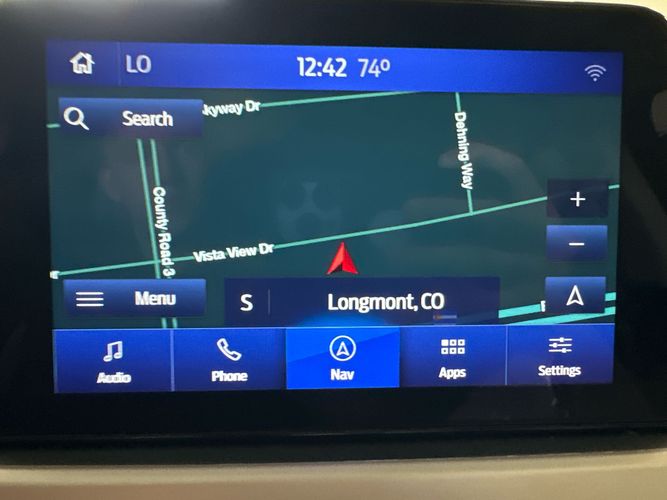 LO 12:42 74°
Search
kyway Dr
Dehning Way
County Road 3
Vista View Dr
+
−
Menu
S Longmont, CO
Audio Phone Nav Apps Settings